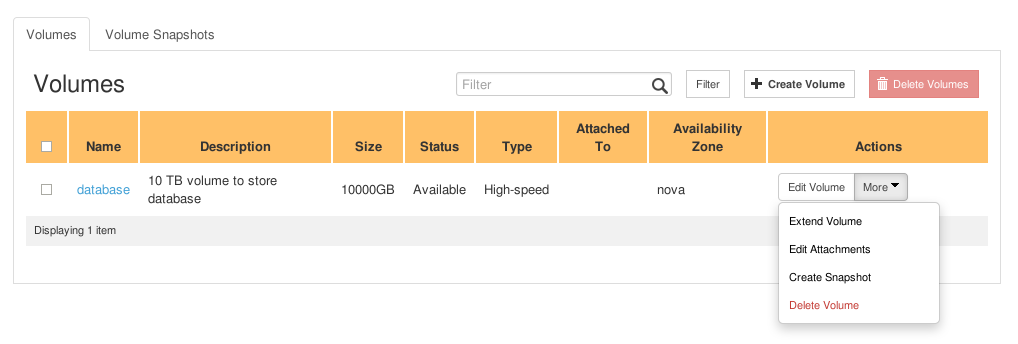 Volumes Volume Snapshots
Volumes Filter Filter Create Volume Delete Volumes
Name Description Size Status Type Attached To Availability Zone Actions
database 10 TB volume to store database 10000GB Available High-speed nova Edit Volume More
Displaying 1 item
Extend Volume
Edit Attachments
Create Snapshot
Delete Volume